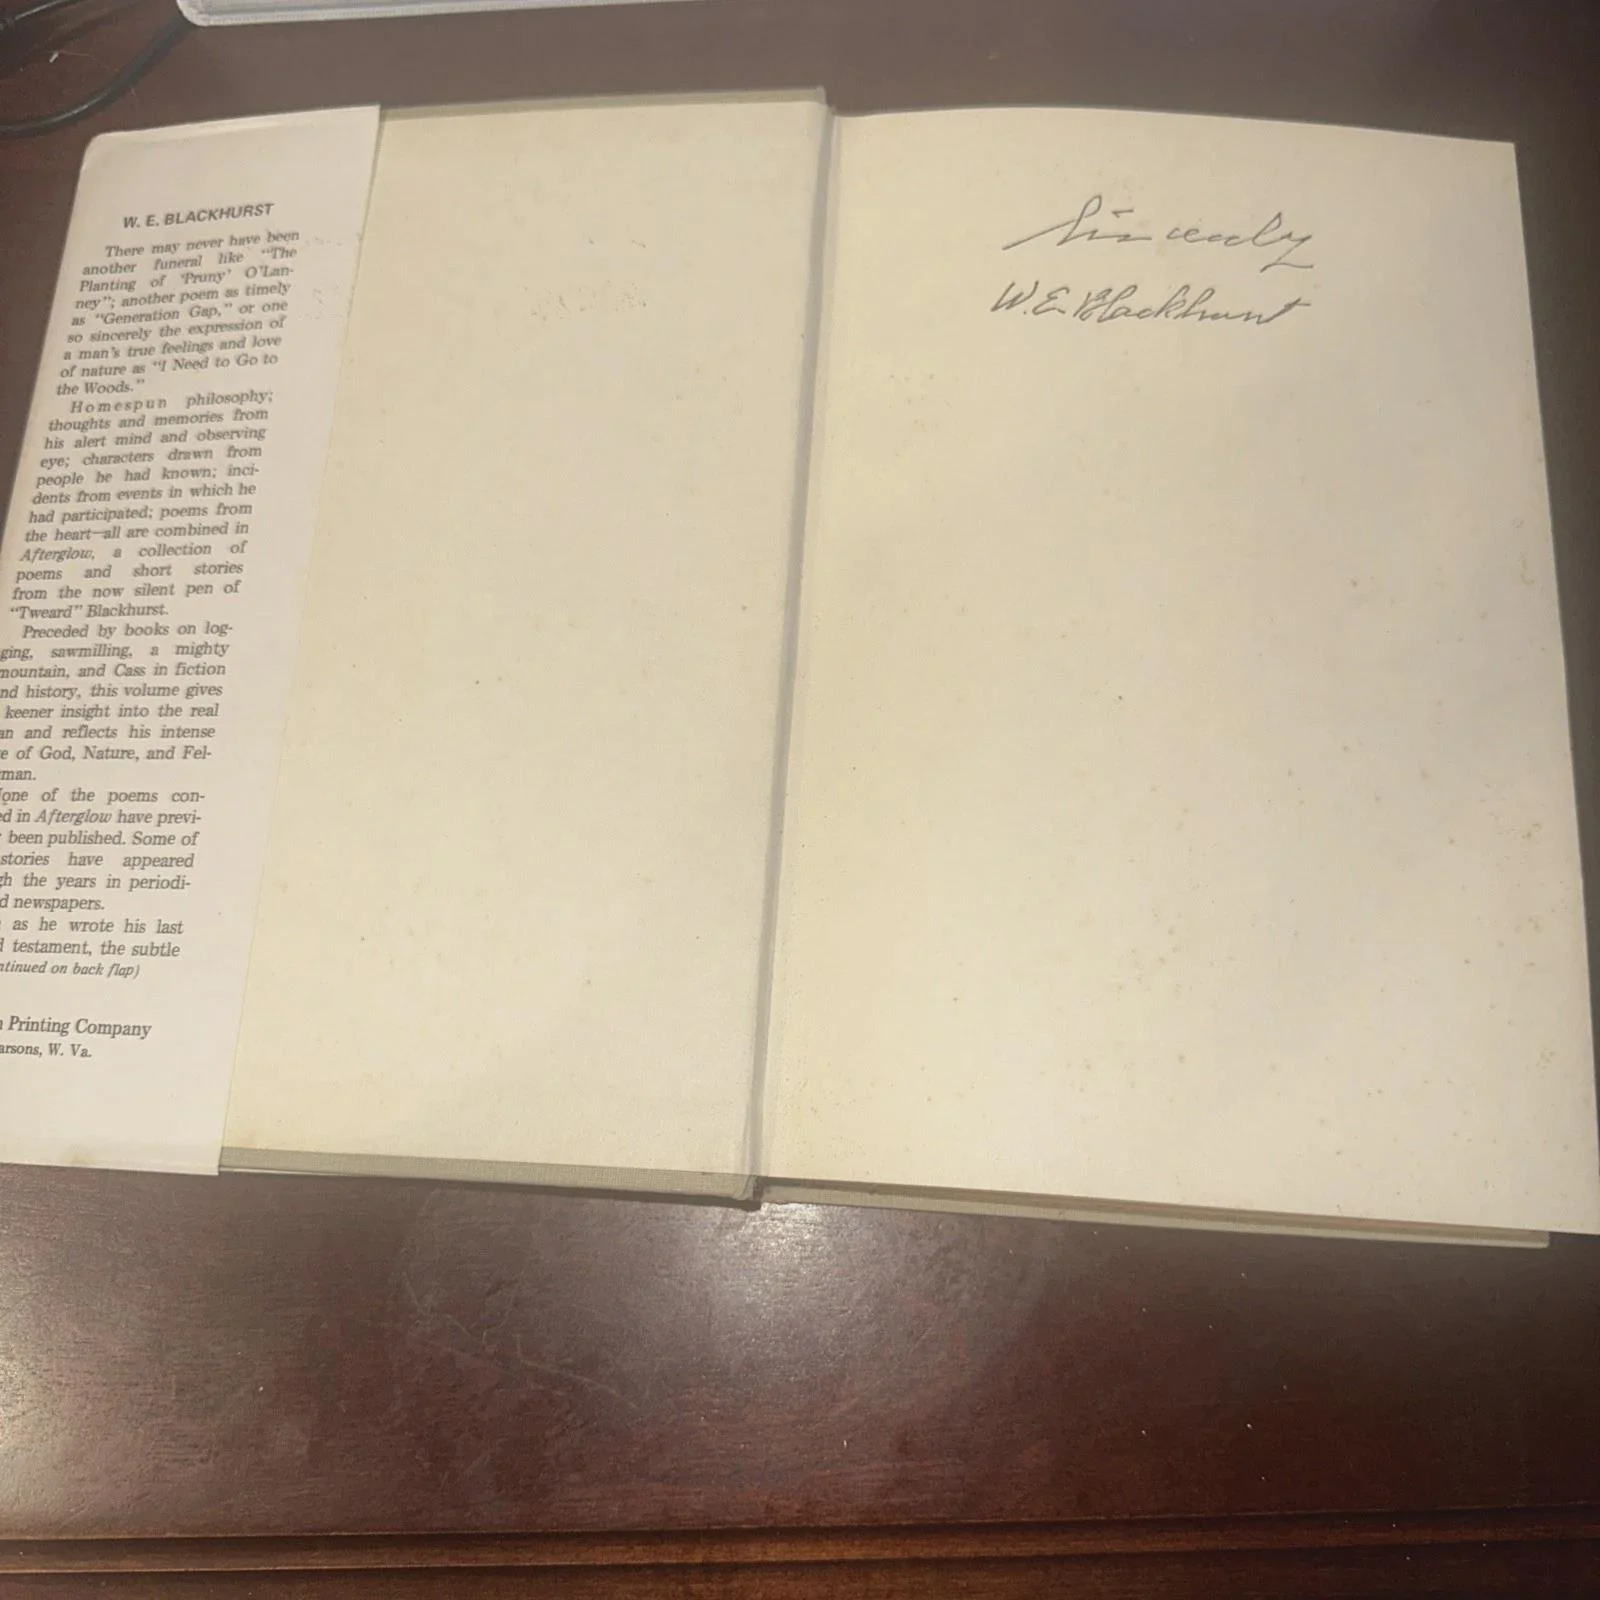 W. E. BLACKHURST
There may never have been
another funeral like "The
Planting of 'Pruny' O'Lan-
ney"; another poem as timely
as "Generation Gap," or one
so sincerely the expression of
a man's true feelings and love
of nature as "I Need to Go to
the Woods."
Homespun philosophy;
thoughts and memories from
his alert mind and observing
eye; characters drawn from
people he had known; inci-
dents from events in which he
had participated; poems from
the heart—all are combined in
Afterglow, a collection of
poems and short stories
from the now silent pen of
"Tweard" Blackhurst.
Preceded by books on log-
ging, sawmilling, a mighty
mountain, and Cass in fiction
nd history, this volume gives
keener insight into the real
an and reflects his intense
e of God, Nature, and Fel-
man.
one of the poems con-
ed in Afterglow have previ-
been published. Some of
stories have appeared
gh the years in periodi-
d newspapers.
as he wrote his last
d testament, the subtle
ntinued on back flap)
n Printing Company
arsons, W. Va.
Sincerely
W. E. Blackhurst